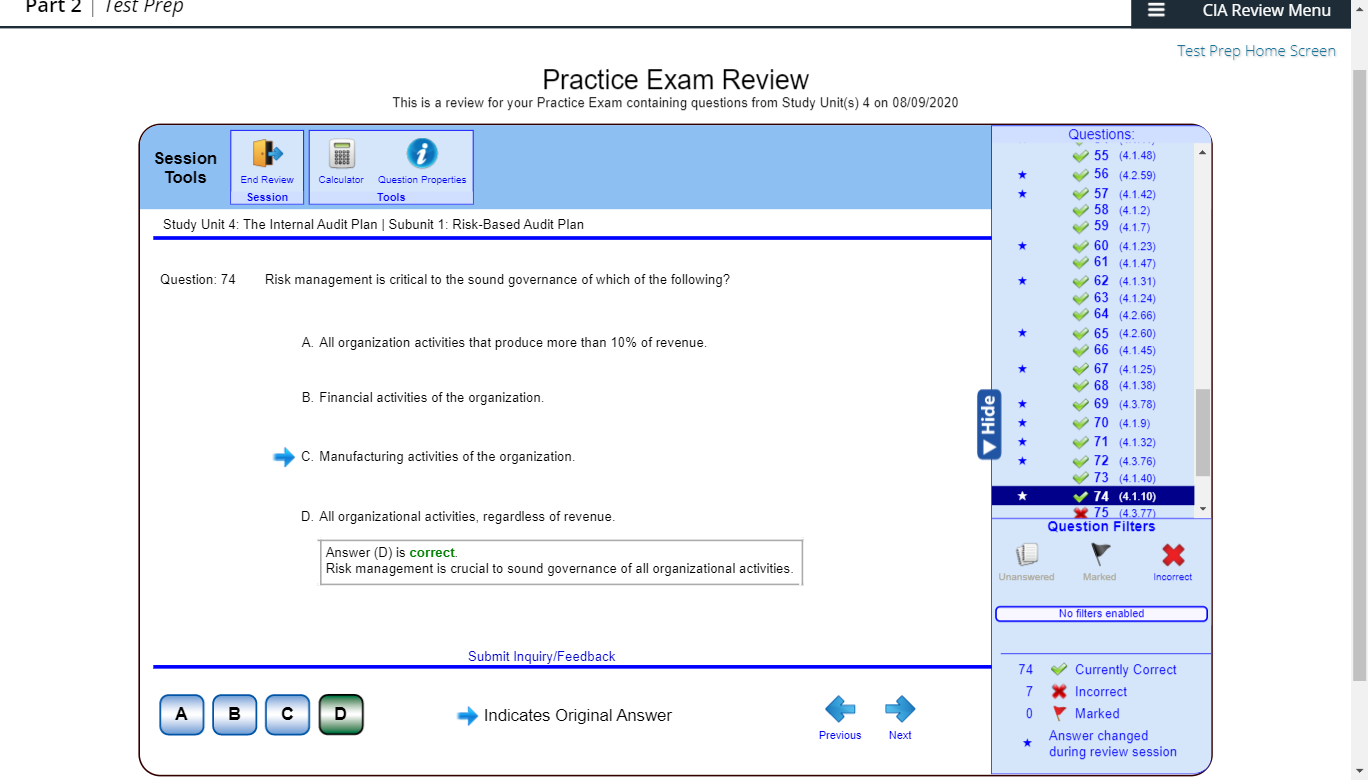 Part 2 | Test Prep
CIA Review Menu
Test Prep Home Screen
Practice Exam Review
This is a review for your Practice Exam containing questions from Study Unit(s) 4 on 08/09/2020
Session
Tools
End Review
Session
Calculator Question Properties
Tools
Study Unit 4: The Internal Audit Plan | Subunit 1: Risk-Based Audit Plan
Question: 74 Risk management is critical to the sound governance of which of the following?
A. All organization activities that produce more than 10% of revenue.
B. Financial activities of the organization.
C. Manufacturing activities of the organization.
D. All organizational activities, regardless of revenue.
Answer (D) is correct.
Risk management is crucial to sound governance of all organizational activities.
Submit Inquiry/Feedback
A B C D
Indicates Original Answer
Previous Next
Hide
Questions:
55 (4.1.48)
56 (4.2.59)
57 (4.1.42)
58 (4.1.2)
59 (4.1.7)
60 (4.1.23)
61 (4.1.47)
62 (4.1.31)
63 (4.1.24)
64 (4.2.66)
65 (4.2.60)
66 (4.1.45)
67 (4.1.25)
68 (4.1.38)
69 (4.3.78)
70 (4.1.9)
71 (4.1.32)
72 (4.3.76)
73 (4.1.40)
74 (4.1.10)
75 (4.3.77)
Question Filters
Unanswered Marked Incorrect
No filters enabled
74 Currently Correct
7 Incorrect
0 Marked
Answer changed
during review session